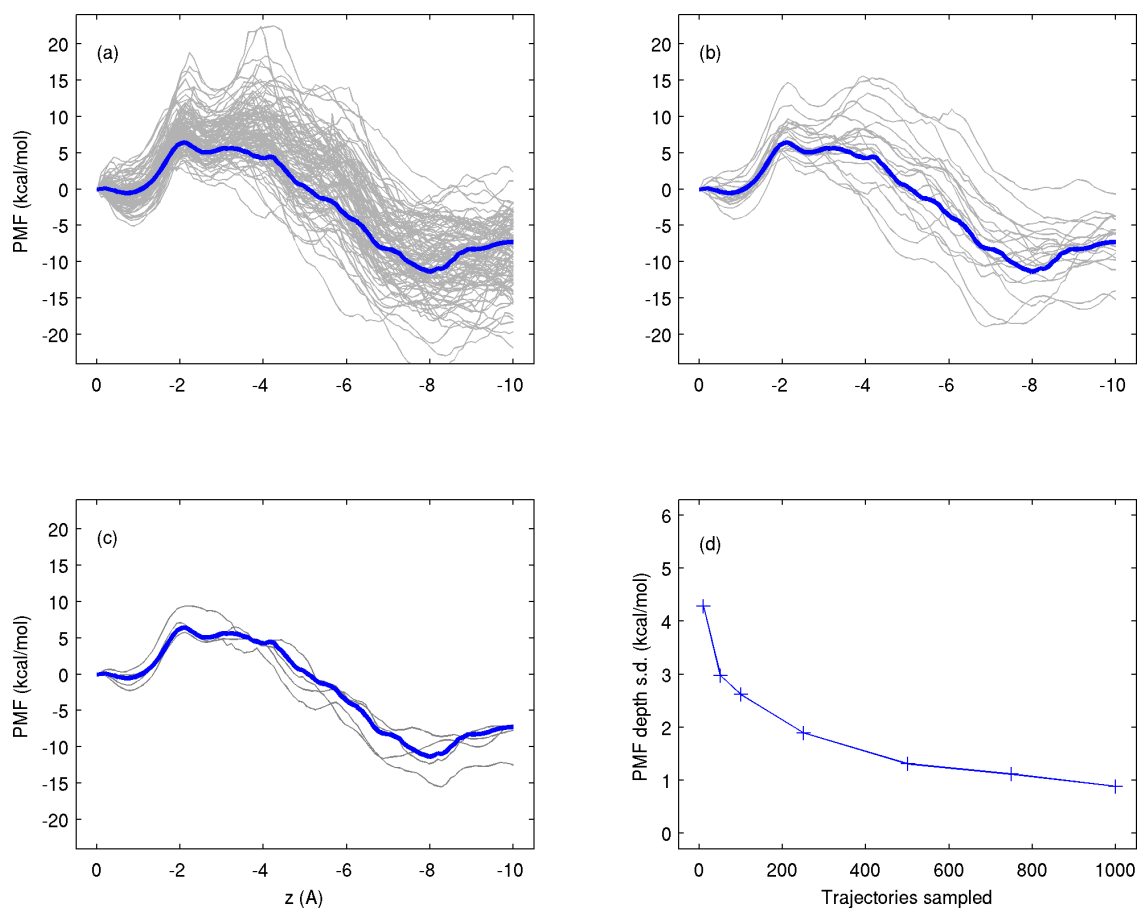 (a)
PMF (kcal/mol)
20
15
10
5
0
-5
-10
-15
-20
0 -2 -4 -6 -8 -10
(b)
20
15
10
5
0
-5
-10
-15
-20
0 -2 -4 -6 -8 -10
(c)
PMF (kcal/mol)
20
15
10
5
0
-5
-10
-15
-20
0 -2 -4 -6 -8 -10
z (A)
(d)
PMF depth s.d. (kcal/mol)
6
5
4
3
2
1
0
0 200 400 600 800 1000
Trajectories sampled